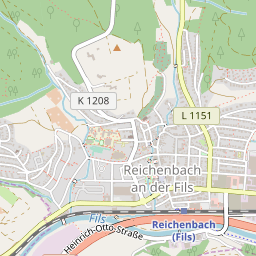 K 1208
L 1151
Reichenbach
an der Fils
Fils
Reichenbach
(Fils)
Heinrich-Otto-Straße